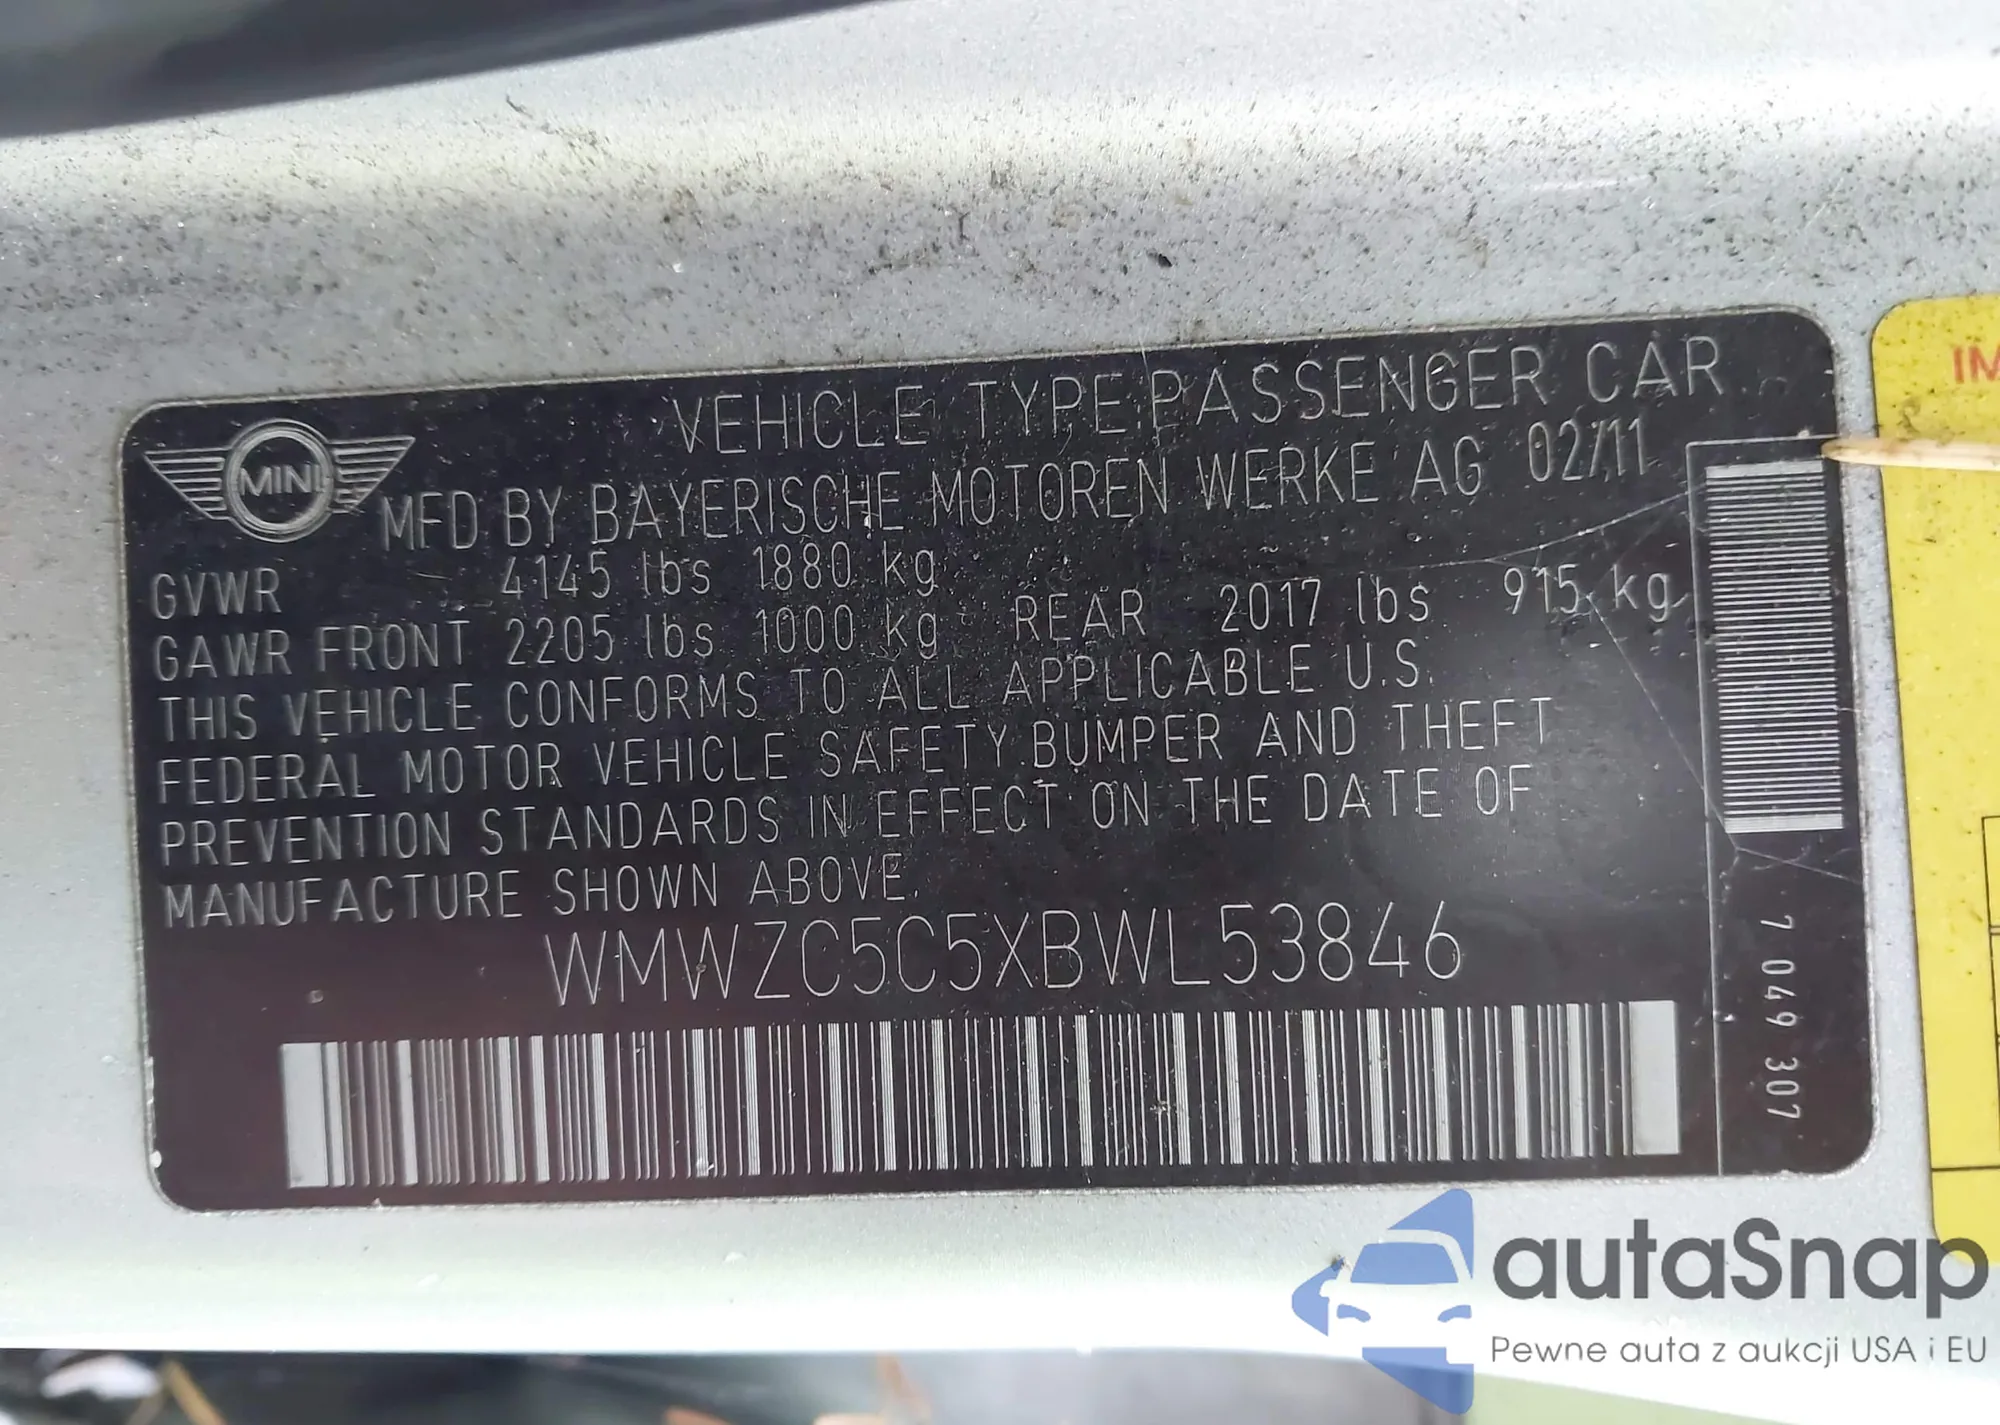 VEHICLE TYPE:PASSENGER CAR
MINI
MFD BY BAYERISCHE MOTOREN WERKE AG 02/11
GVWR 4145 lbs 1880 kg
GAWR FRONT 2205 lbs 1000 kg REAR 2017 lbs 915 kg
THIS VEHICLE CONFORMS TO ALL APPLICABLE U.S.
FEDERAL MOTOR VEHICLE SAFETY,BUMPER AND THEFT
PREVENTION STANDARDS IN EFFECT ON THE DATE OF
MANUFACTURE SHOWN ABOVE.
WMWZC5C5XBWL53846
7 049 307
IM
autaSnap
Pewne auta z aukcji USA i EU